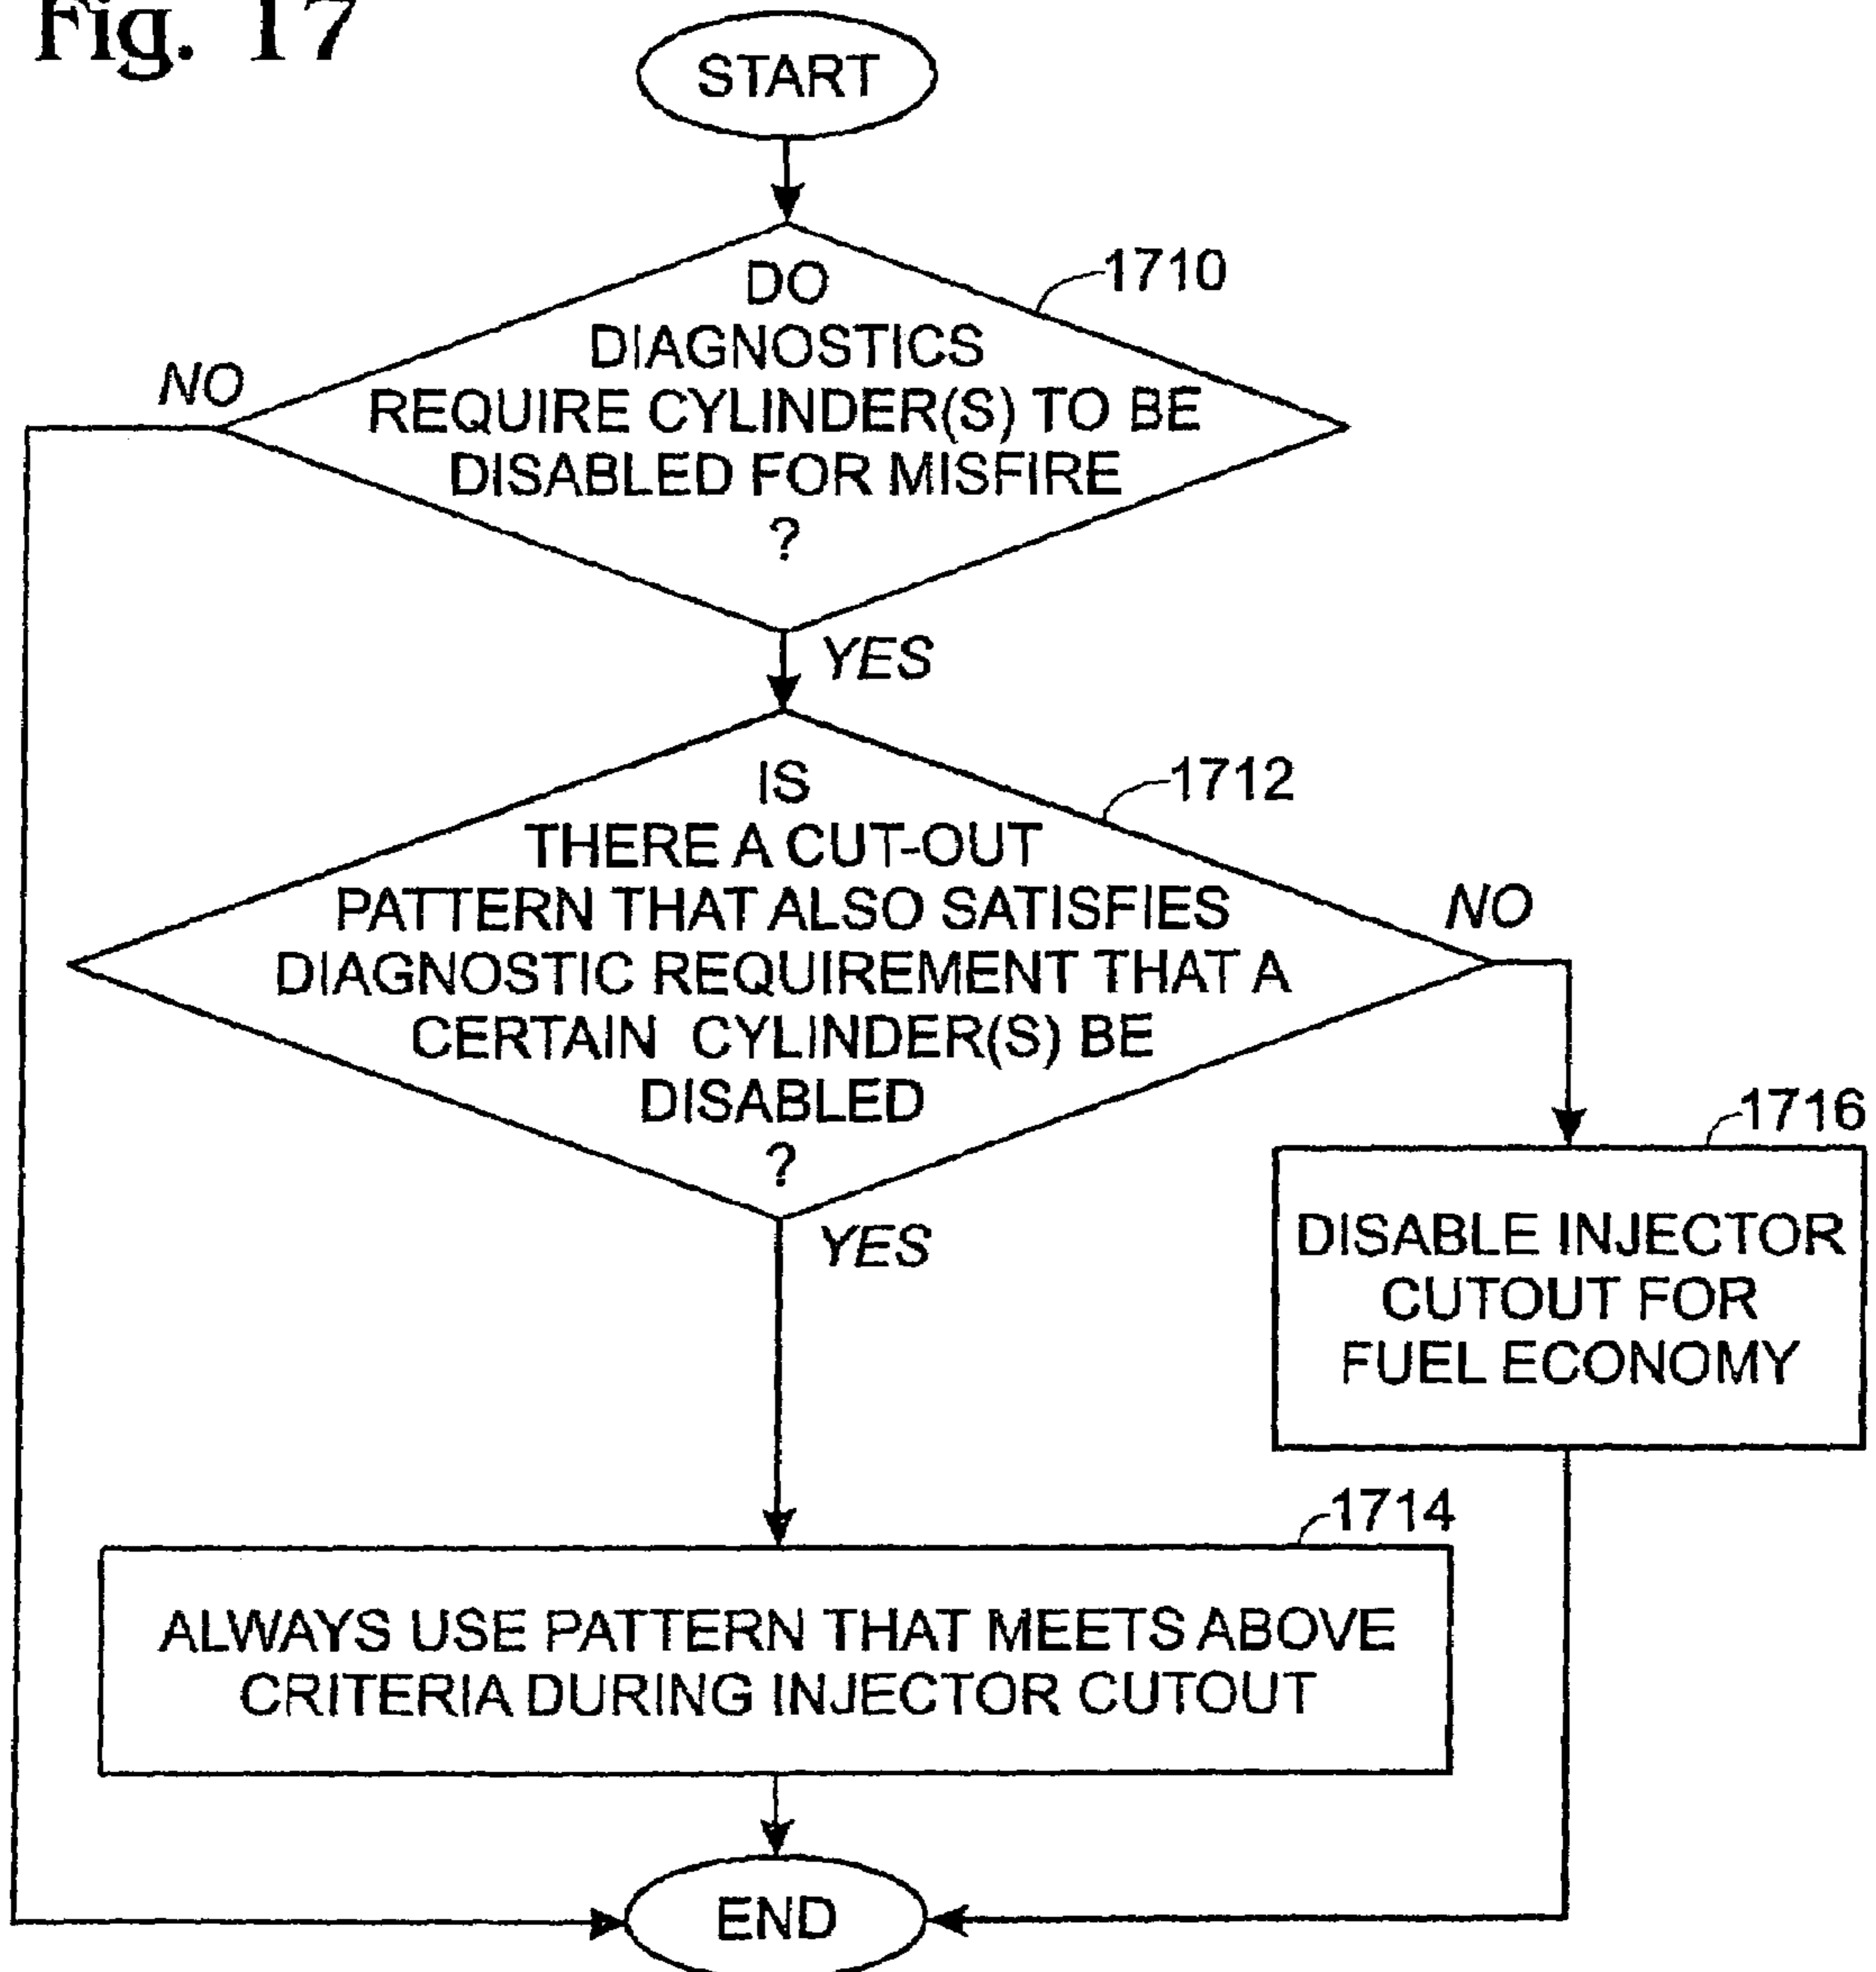 Fig. 17
START
DO
DIAGNOSTICS
REQUIRE CYLINDER(S) TO BE
DISABLED FOR MISFIRE
?
1710
NO
YES
IS
THERE A CUT-OUT
PATTERN THAT ALSO SATISFIES
DIAGNOSTIC REQUIREMENT THAT A
CERTAIN CYLINDER(S) BE
DISABLED
?
1712
NO
YES
1716
DISABLE INJECTOR
CUTOUT FOR
FUEL ECONOMY
1714
ALWAYS USE PATTERN THAT MEETS ABOVE
CRITERIA DURING INJECTOR CUTOUT
END